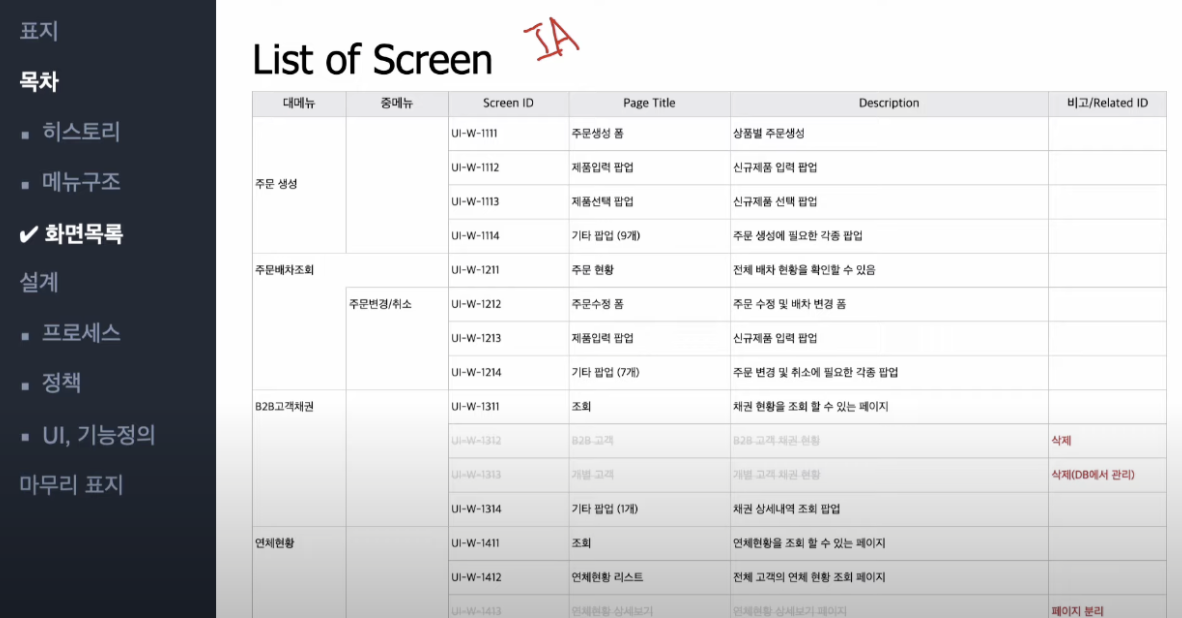 표지
목차
▪ 히스토리
▪ 메뉴구조
✔ 화면목록
설계
▪ 프로세스
▪ 정책
▪ UI, 기능정의
마무리 표지
List of Screen IA
대메뉴 중메뉴 Screen ID Page Title Description 비고/Related ID
주문 생성
UI-W-1111 주문생성 폼 상품별 주문생성
UI-W-1112 제품입력 팝업 신규제품 입력 팝업
UI-W-1113 제품선택 팝업 신규제품 선택 팝업
UI-W-1114 기타 팝업 (9개) 주문 생성에 필요한 각종 팝업
주문배차조회 UI-W-1211 주문 현황 전체 배차 현황을 확인할 수 있음
주문변경/취소 UI-W-1212 주문수정 폼 주문 수정 및 배차 변경 폼
UI-W-1213 제품입력 팝업 신규제품 입력 팝업
UI-W-1214 기타 팝업 (7개) 주문 변경 및 취소에 필요한 각종 팝업
B2B고객채권 UI-W-1311 조회 채권 현황을 조회 할 수 있는 페이지
UI-W-1312 B2B 고객 B2B 고객 채권 현황 삭제
UI-W-1313 개별 고객 개별 고객 채권 현황 삭제(DB에서 관리)
UI-W-1314 기타 팝업 (1개) 채권 상세내역 조회 팝업
연체현황 UI-W-1411 조회 연체현황을 조회 할 수 있는 페이지
UI-W-1412 연체현황 리스트 전체 고객의 연체 현황 조회 페이지
UI-W-1413 연체현황 상세보기 연체현황 상세보기 페이지 페이지 분리